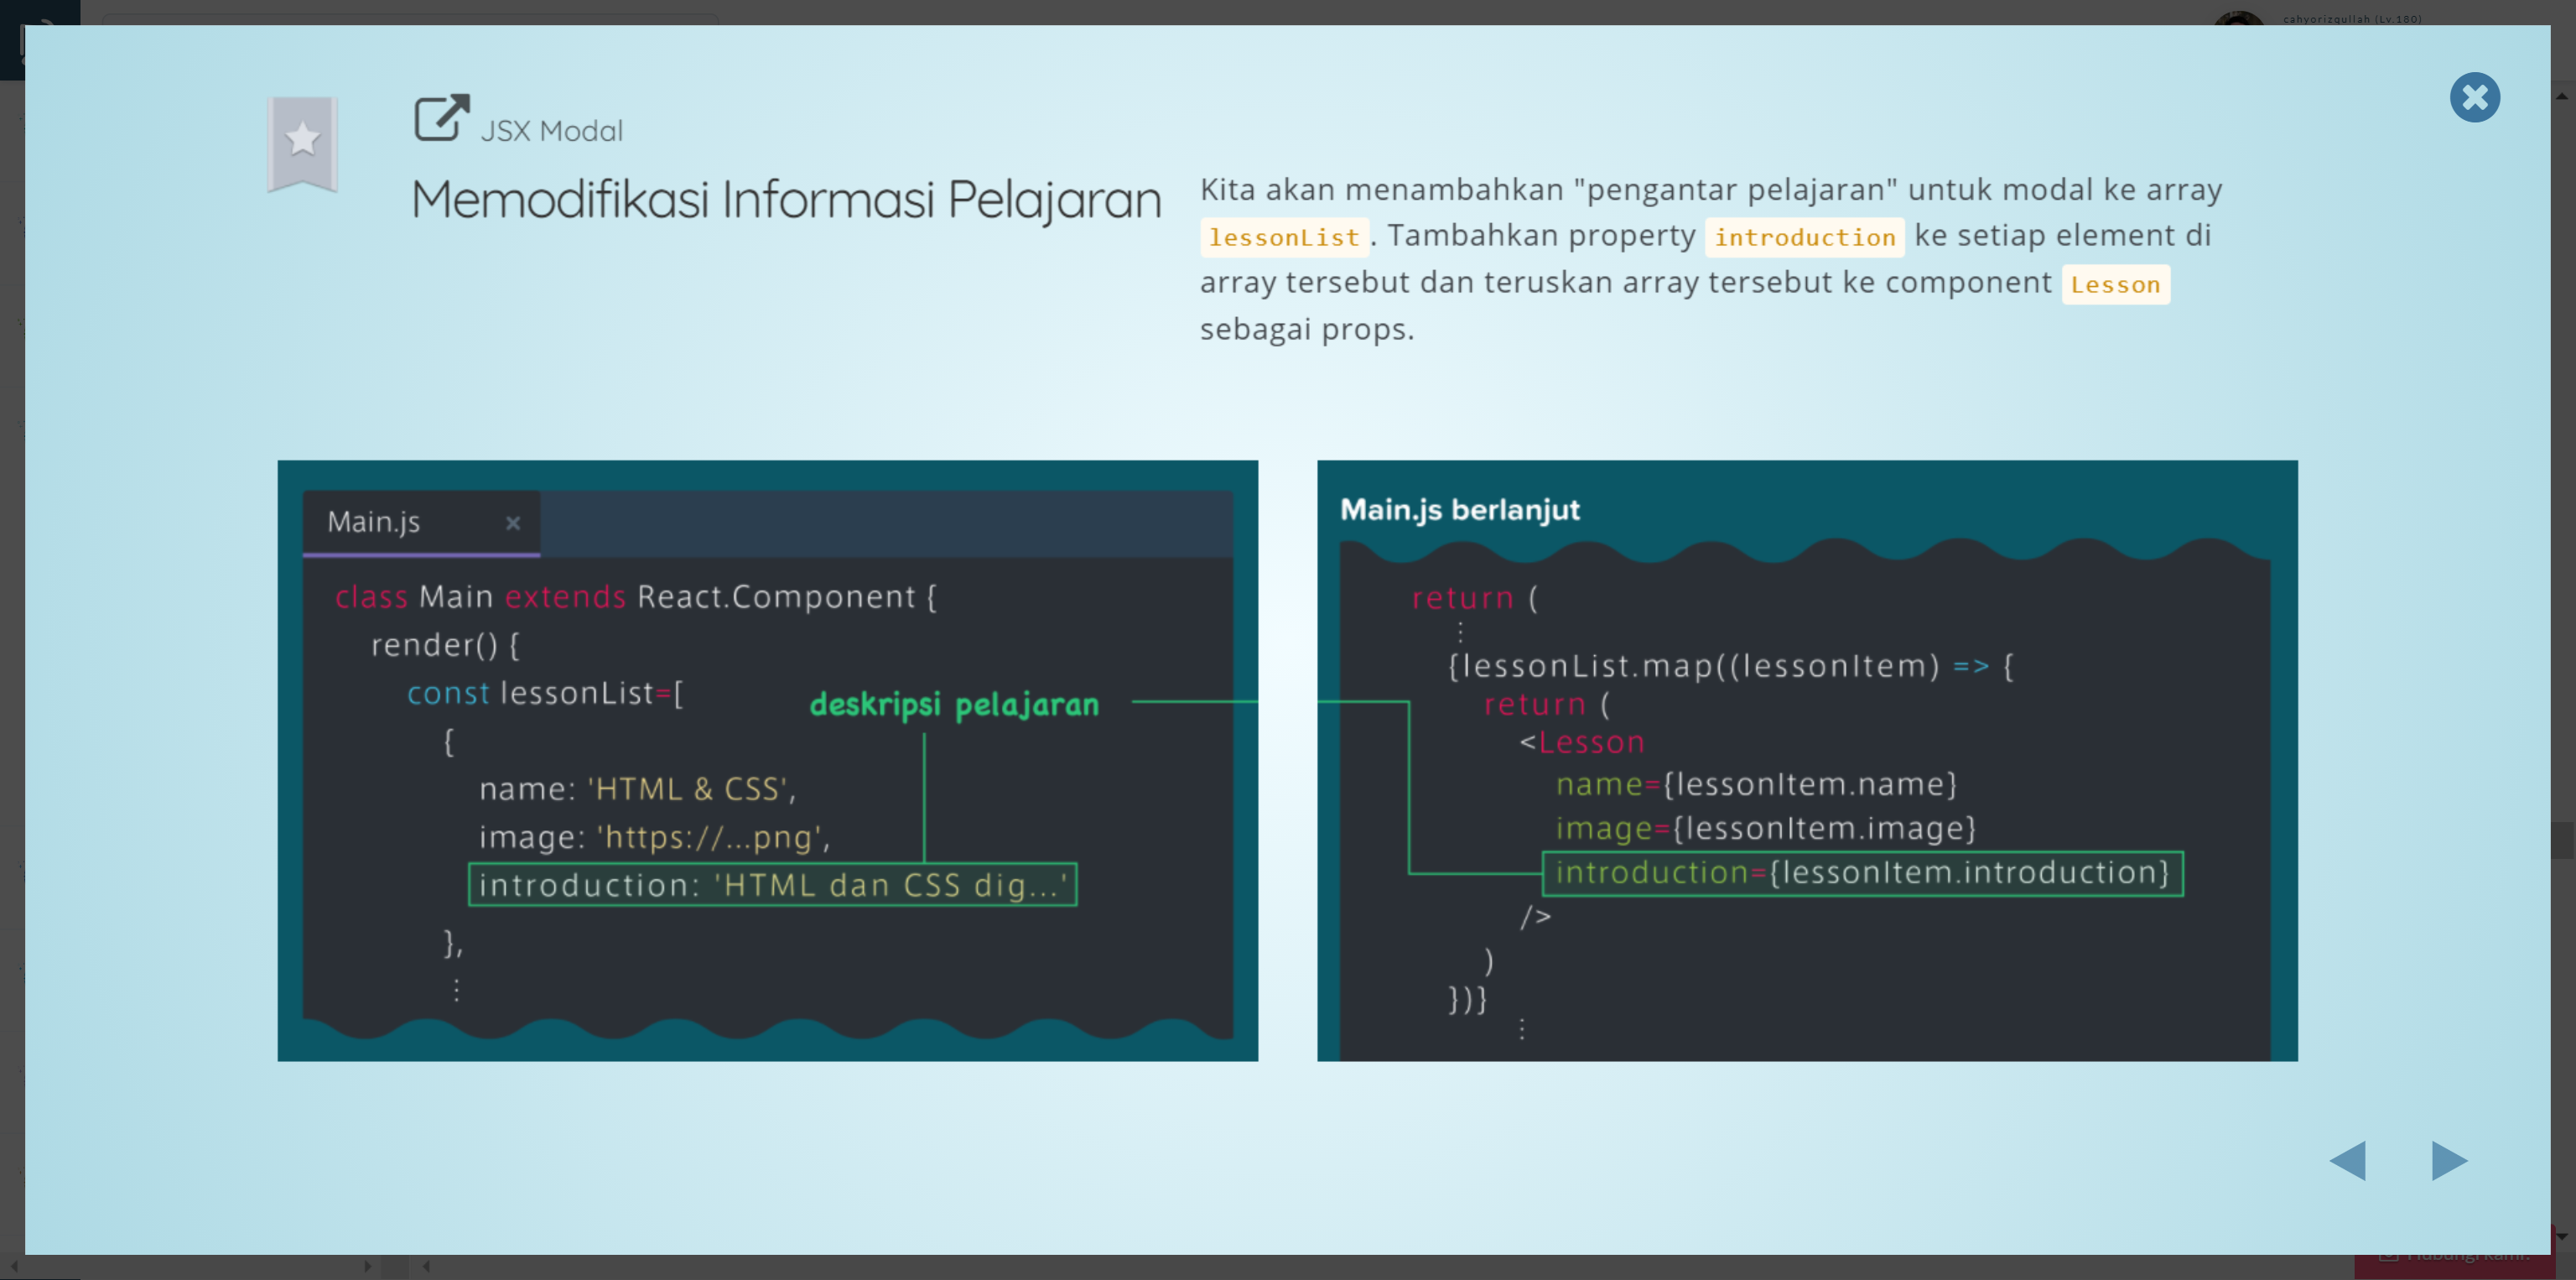 cahyorizqullah (Lv.180)
JSX Modal
Memodifikasi Informasi Pelajaran
Kita akan menambahkan "pengantar pelajaran" untuk modal ke array
lessonList. Tambahkan property introduction ke setiap element di
array tersebut dan teruskan array tersebut ke component Lesson
sebagai props.
Main.js
class Main extends React.Component {
render() {
const lessonList=[
deskripsi pelajaran
{
name: 'HTML & CSS',
image: 'https://...png',
introduction: 'HTML dan CSS dig...'
},
⋮
Main.js berlanjut
return (
⋮
{lessonList.map((lessonItem) => {
return (
<Lesson
name={lessonItem.name}
image={lessonItem.image}
introduction={lessonItem.introduction}
/>
)
})}
⋮
Hubungi kami!